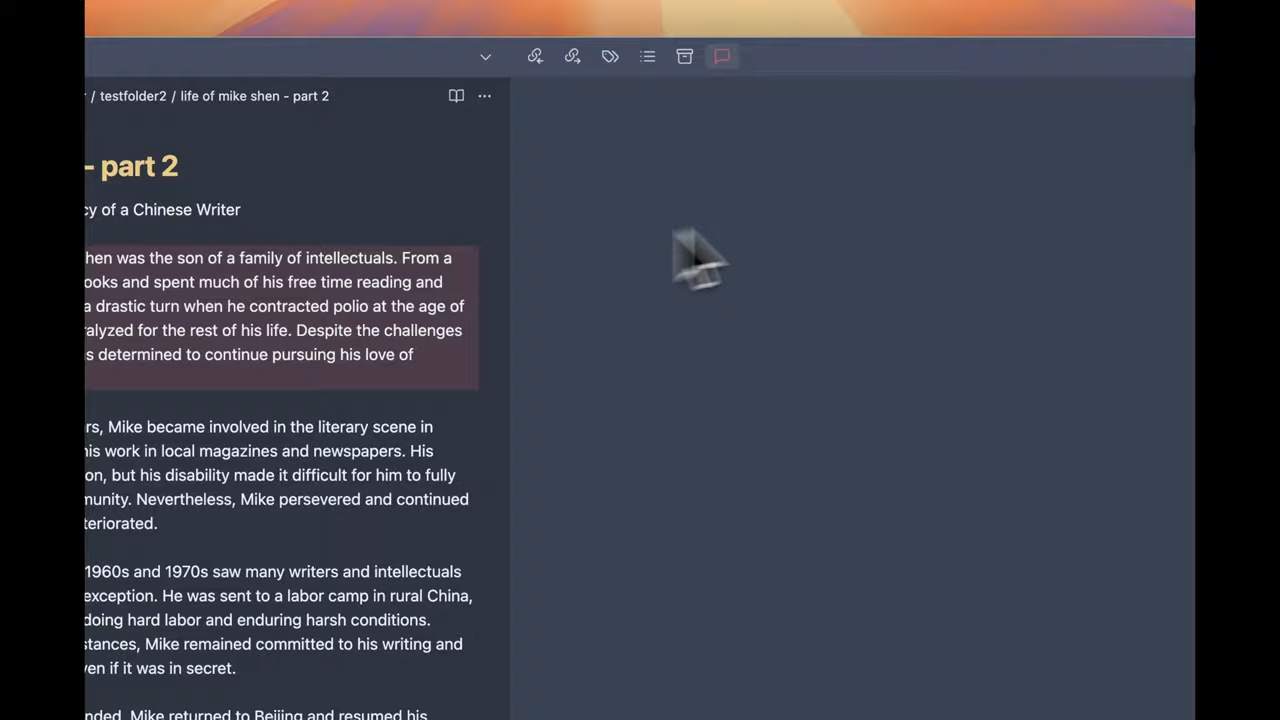 / testfolder2 / life of mike shen - part 2
- part 2
cy of a Chinese Writer
hen was the son of a family of intellectuals. From a
ooks and spent much of his free time reading and
a drastic turn when he contracted polio at the age of
ralyzed for the rest of his life. Despite the challenges
s determined to continue pursuing his love of
rs, Mike became involved in the literary scene in
his work in local magazines and newspapers. His
on, but his disability made it difficult for him to fully
munity. Nevertheless, Mike persevered and continued
teriorated.
1960s and 1970s saw many writers and intellectuals
exception. He was sent to a labor camp in rural China,
doing hard labor and enduring harsh conditions.
stances, Mike remained committed to his writing and
ven if it was in secret.
nded, Mike returned to Beijing and resumed his